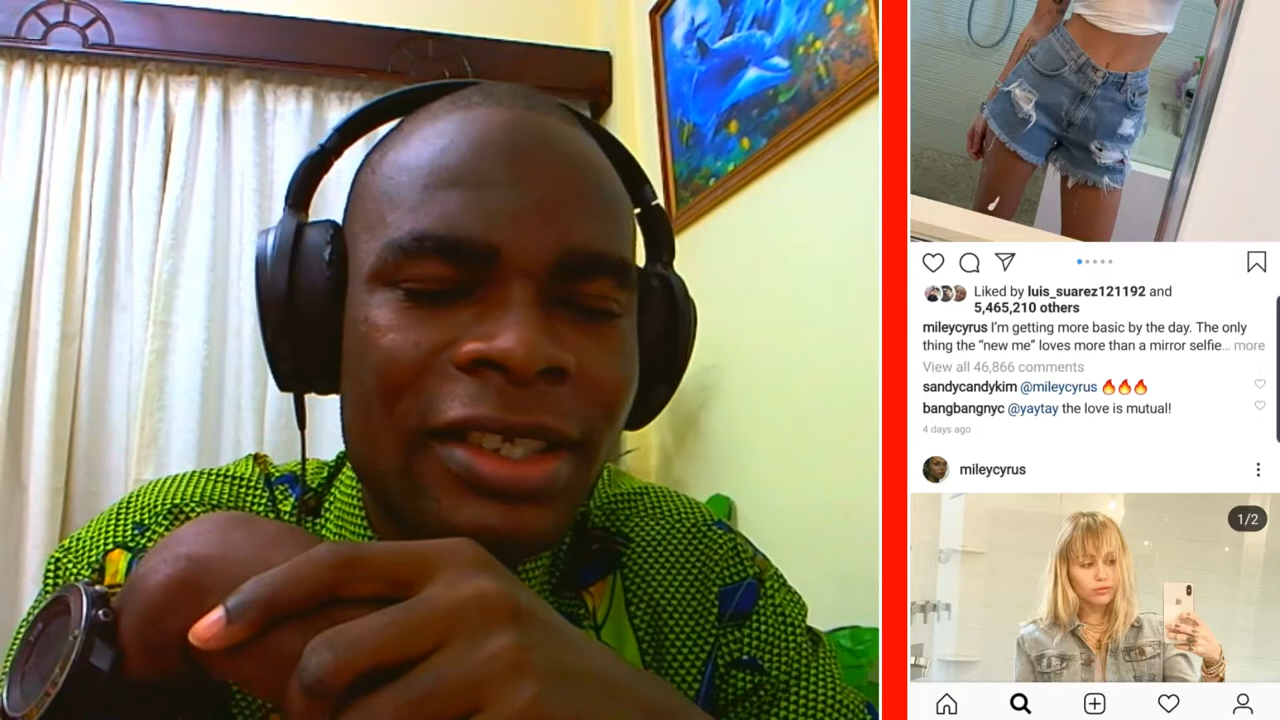 Liked by luis_suarez121192 and
5,465,210 others
mileycyrus I'm getting more basic by the day. The only
thing the “new me” loves more than a mirror selfie... more
View all 46,866 comments
sandycandykim @mileycyrus 🔥🔥🔥
bangbangnyc @yaytay the love is mutual!
4 days ago
mileycyrus
1/2